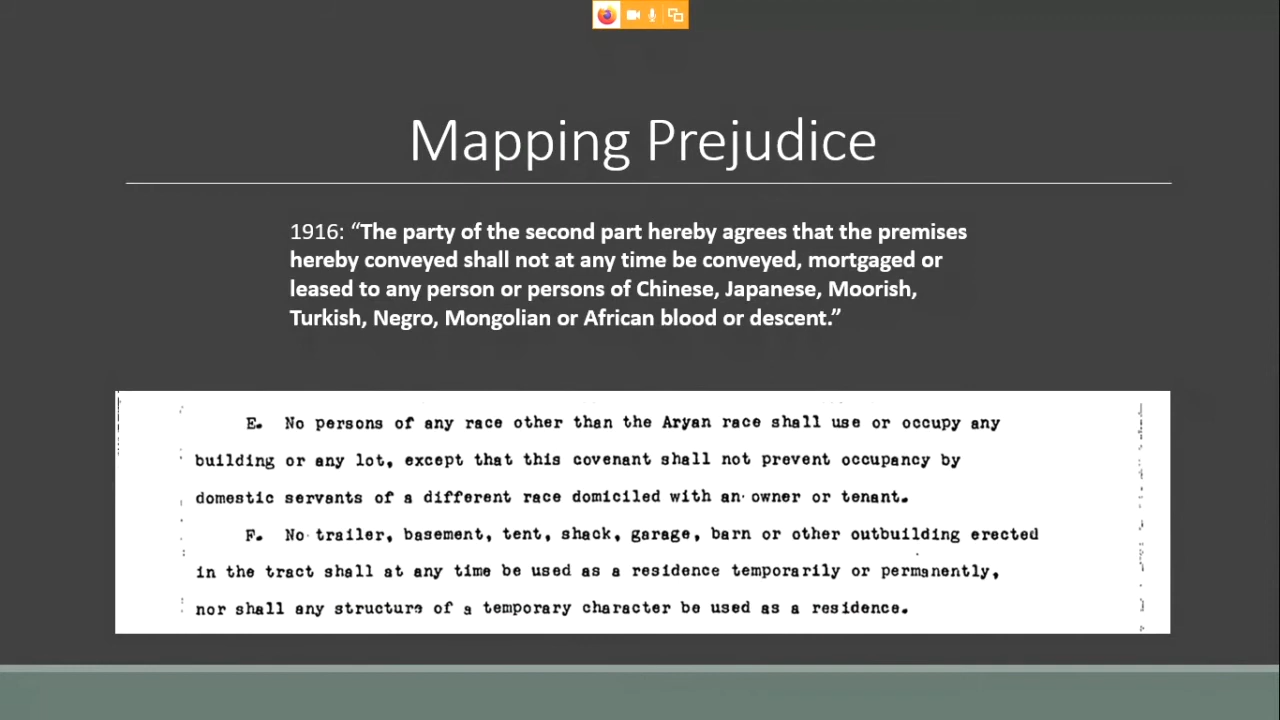 Mapping Prejudice
1916: “The party of the second part hereby agrees that the premises
hereby conveyed shall not at any time be conveyed, mortgaged or
leased to any person or persons of Chinese, Japanese, Moorish,
Turkish, Negro, Mongolian or African blood or descent.”
E. No persons of any race other than the Aryan race shall use or occupy any
building or any lot, except that this covenant shall not prevent occupancy by
domestic servants of a different race domiciled with an owner or tenant.
F. No trailer, basement, tent, shack, garage, barn or other outbuilding erected
in the tract shall at any time be used as a residence temporarily or permanently,
nor shall any structure of a temporary character be used as a residence.